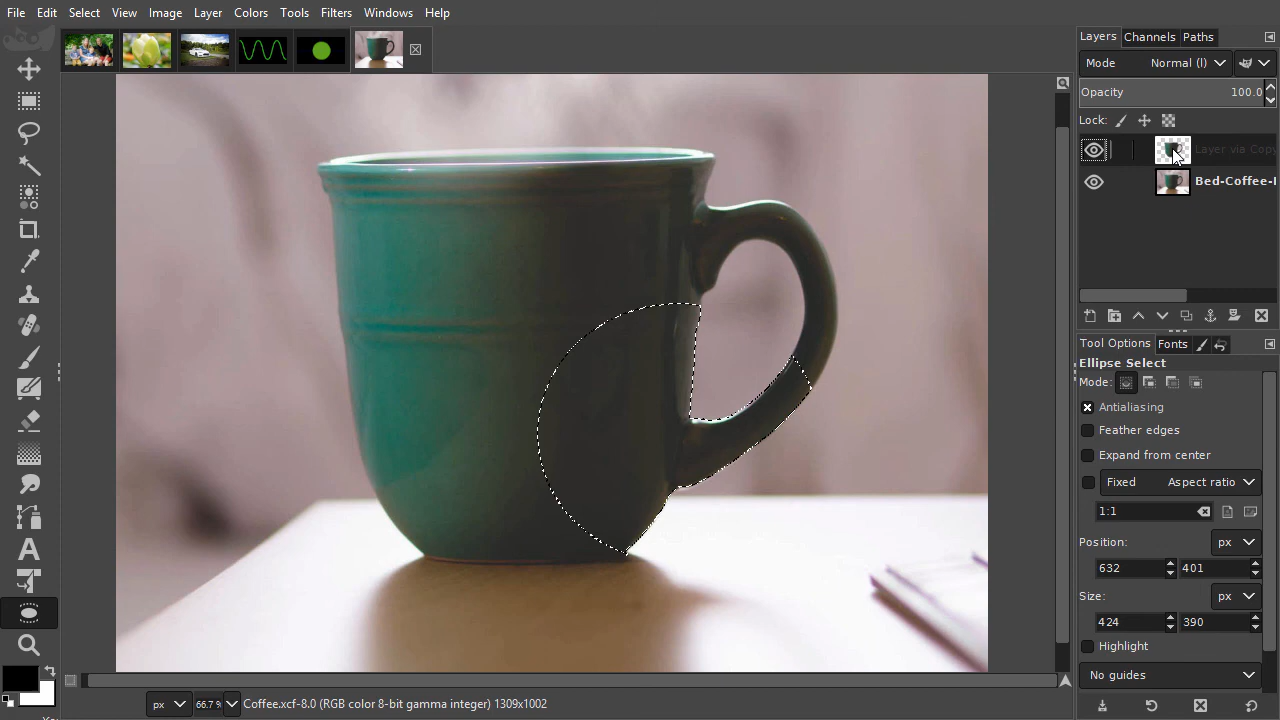 File Edit Select View Image Layer Colors Tools Filters Windows Help
Layers Channels Paths
Mode Normal (l)
Opacity 100.0
Lock:
Layer via Copy
Bed-Coffee-
Tool Options Fonts
Ellipse Select
Mode:
Antialiasing
Feather edges
Expand from center
Fixed Aspect ratio
1:1
Position: px
632 401
Size: px
424 390
Highlight
No guides
px 66.7 % Coffee.xcf-8.0 (RGB color 8-bit gamma integer) 1309x1002